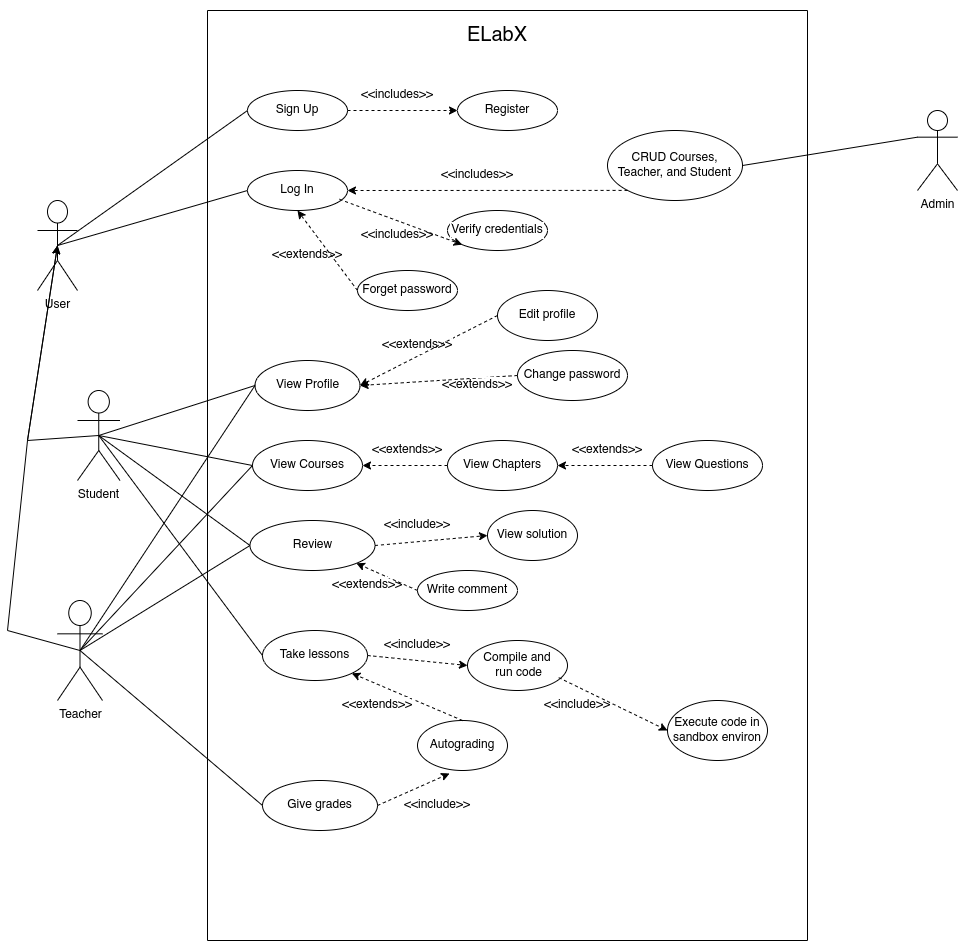 ELabX
Sign Up
<<includes>>
Register
CRUD Courses,
Teacher, and Student
Admin
Log In
<<includes>>
Verify credentials
<<includes>>
<<extends>>
Forget password
User
Edit profile
<<extends>>
View Profile
<<extends>>
Change password
View Courses
<<extends>>
View Chapters
<<extends>>
View Questions
Student
Review
<<include>>
View solution
<<extends>>
Write comment
Take lessons
<<include>>
Compile and
run code
<<include>>
Execute code in
sandbox environ
<<extends>>
Autograding
Teacher
Give grades
<<include>>